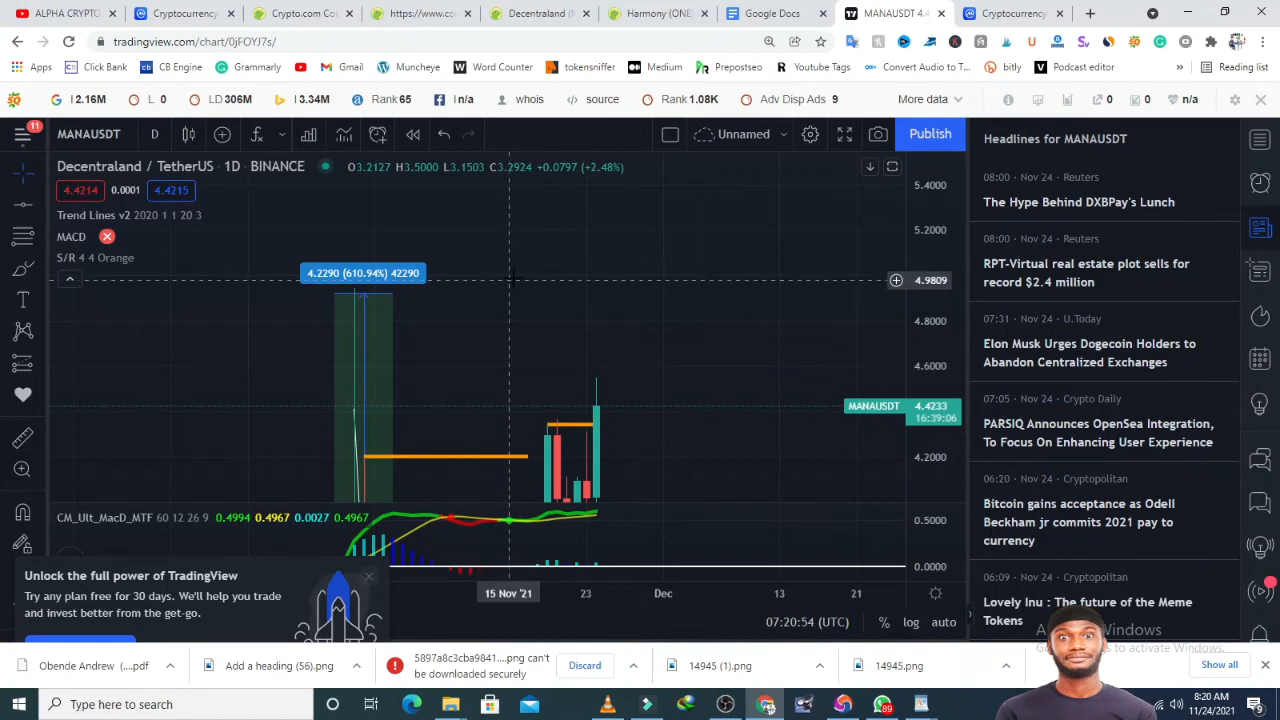 ALPHA CRYPTO
Cryptocurrency
Crypto.com Co
https://www.co
Decentraland (
Harmony (ONE)
Google Docs
MANAUSDT 4.4
Cryptocurrency
tradingview.com/chart/0jFOYJ7P/
Apps
Click Bank
CB Engine
Grammarly
Gmail
Muncheye
Word Counter
tokensniffer
Medium
Prepostseo
Youtube Tags
Convert Audio to T...
bitly
Podcast editor
»
Reading list
I 2.16M
L 0
LD 306M
I 3.34M
Rank 65
I n/a
whois
source
Rank 1.08K
Adv Disp Ads 9
More data
0
0
n/a
11
MANAUSDT
D
Unnamed
Publish
Headlines for MANAUSDT
Decentraland / TetherUS · 1D · BINANCE
O3.2127 H3.5000 L3.1503 C3.2924 +0.0797 (+2.48%)
4.4214
0.0001
4.4215
Trend Lines v2 2020 1 1 20 3
MACD
S/R 4 4 Orange
4.2290 (610.94%) 42290
5.4000
5.2000
4.9809
4.8000
4.6000
MANAUSDT
4.4233
16:39:06
4.2000
CM_Ult_MacD_MTF 60 12 26 9 0.4994 0.4967 0.0027 0.4967
0.5000
0.0000
08:00 · Nov 24 · Reuters
The Hype Behind DXBPay's Lunch
08:00 · Nov 24 · Reuters
RPT-Virtual real estate plot sells for
record $2.4 million
07:31 · Nov 24 · U.Today
Elon Musk Urges Dogecoin Holders to
Abandon Centralized Exchanges
07:05 · Nov 24 · Crypto Daily
PARSIQ Announces OpenSea Integration,
To Focus On Enhancing User Experience
06:20 · Nov 24 · Cryptopolitan
Bitcoin gains acceptance as Odell
Beckham jr commits 2021 pay to
currency
06:09 · Nov 24 · Cryptopolitan
Lovely Inu : The future of the Meme
Tokens
Unlock the full power of TradingView
Try any plan free for 30 days. We'll help you trade
and invest better from the get-go.
15 Nov '21
23
Dec
13
21
07:20:54 (UTC)
%
log
auto
Obende Andrew (....pdf
Add a heading (56).png
5897a8c3cba9841....png can't
be downloaded securely
Discard
14945 (1).png
14945.png
Show all
Type here to search
89
8:20 AM
11/24/2021